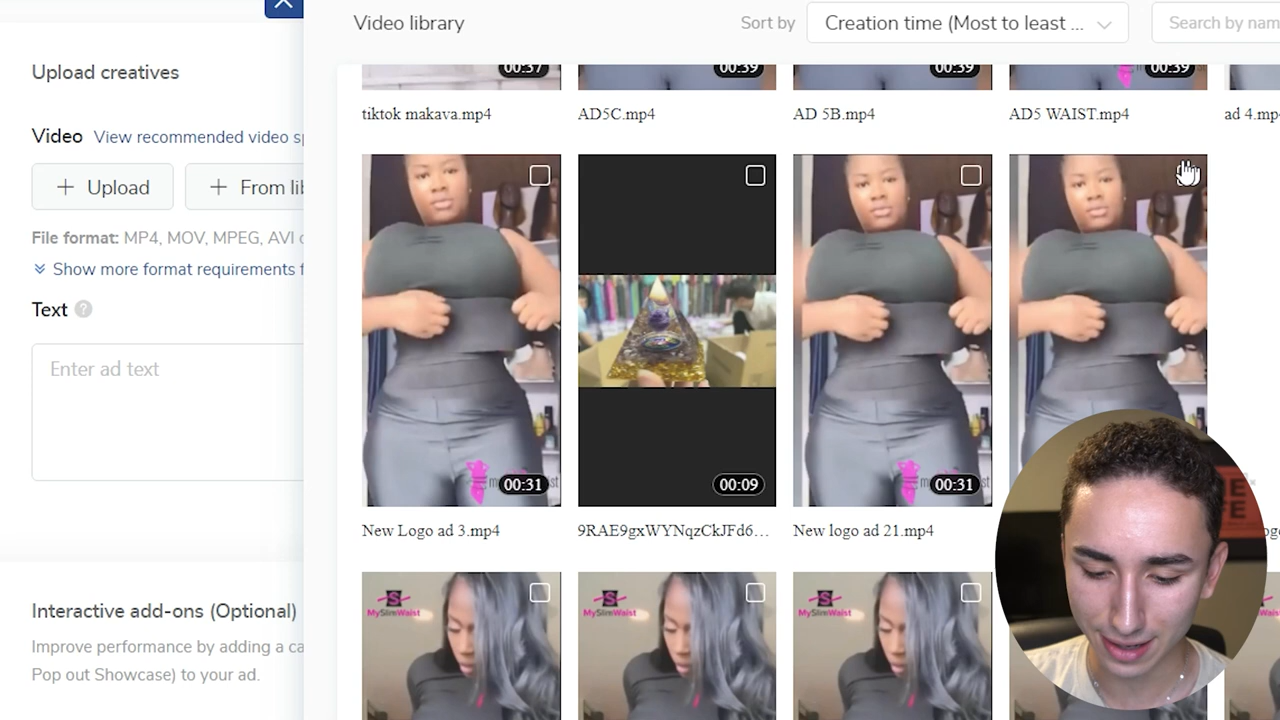 Video library
Sort by
Creation time (Most to least ...
Search by nam
Upload creatives
Video View recommended video sp
+ Upload
+ From lib
File format: MP4, MOV, MPEG, AVI o
Show more format requirements f
Text ?
Enter ad text
Interactive add-ons (Optional)
Improve performance by adding a ca
Pop out Showcase) to your ad.
00:37
00:39
00:39
00:39
tiktok makava.mp4
AD5C.mp4
AD 5B.mp4
AD5 WAIST.mp4
ad 4.mp
00:31
00:09
00:31
New Logo ad 3.mp4
9RAE9gxWYNqzCkJFd6...
New logo ad 21.mp4
MySlimWaist
MySlimWaist
MySlimWaist